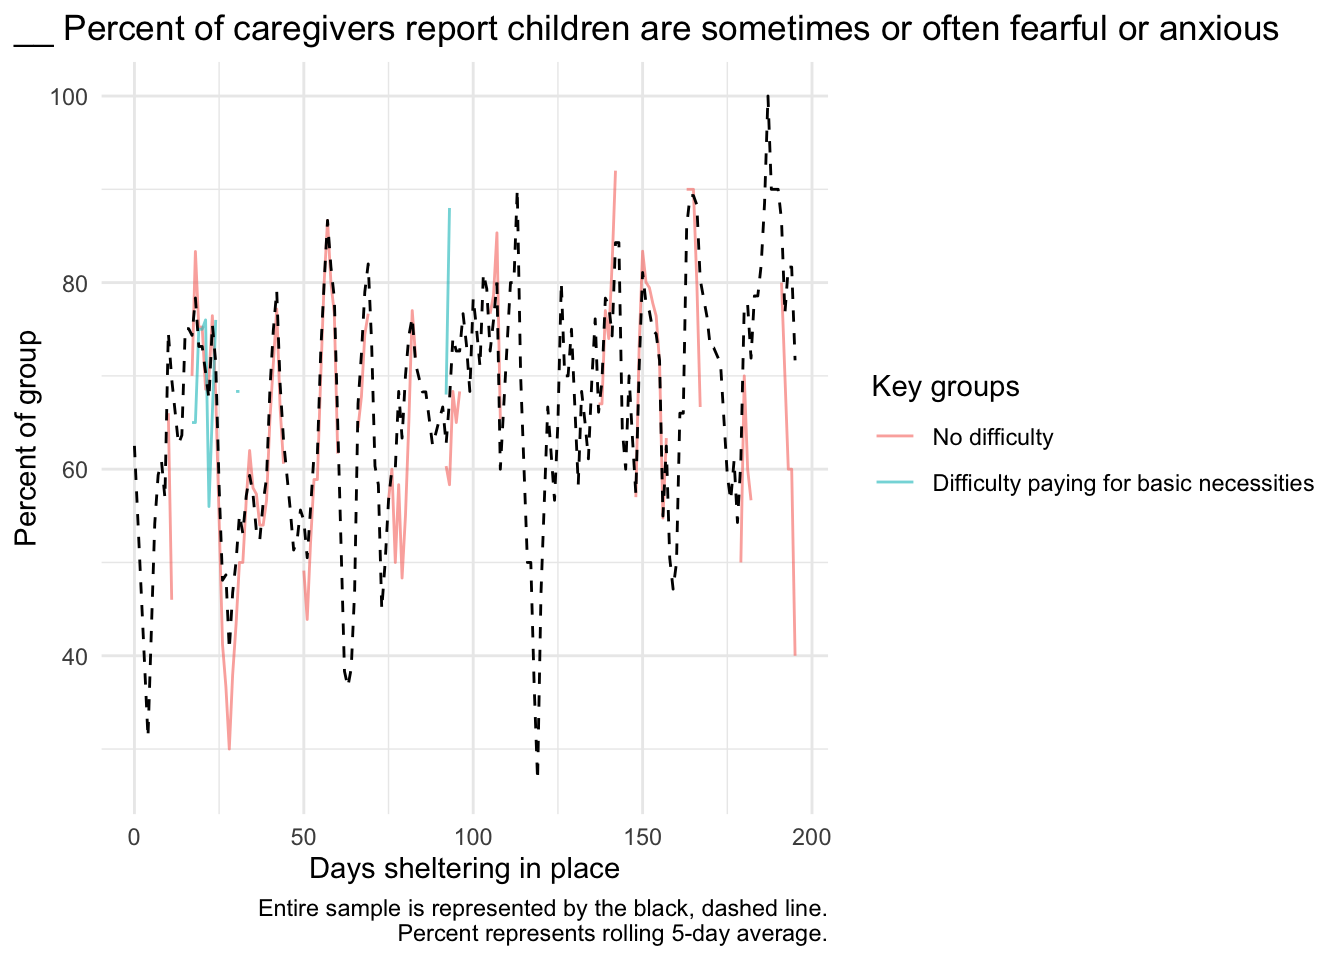 __ Percent of caregivers report children are sometimes or often fearful or anxious
100
80
60
40
Percent of group
0 50 100 150 200
Days sheltering in place
Key groups
No difficulty
Difficulty paying for basic necessities
Entire sample is represented by the black, dashed line.
Percent represents rolling 5-day average.